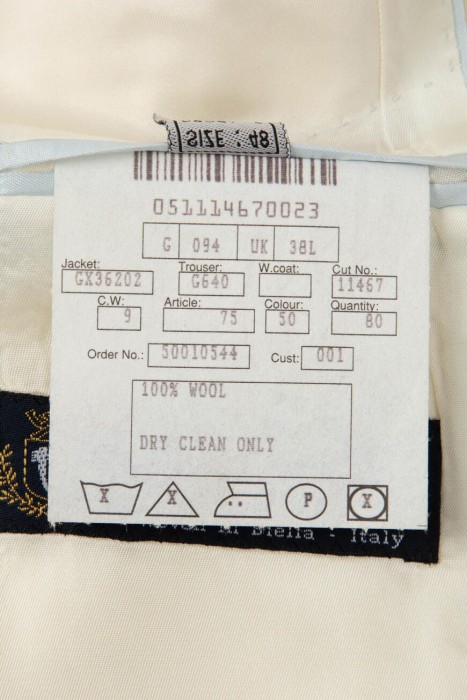 SIZE : 48
051114670023
G 094 UK 38L
Jacket: Trouser: W.coat: Cut No.:
GX36202 G640 11467
C.W: Article: Colour: Quantity:
9 75 50 80
Order No.: 50010544 Cust: 001
100% WOOL
DRY CLEAN ONLY
X X P X
in Biella - Italy